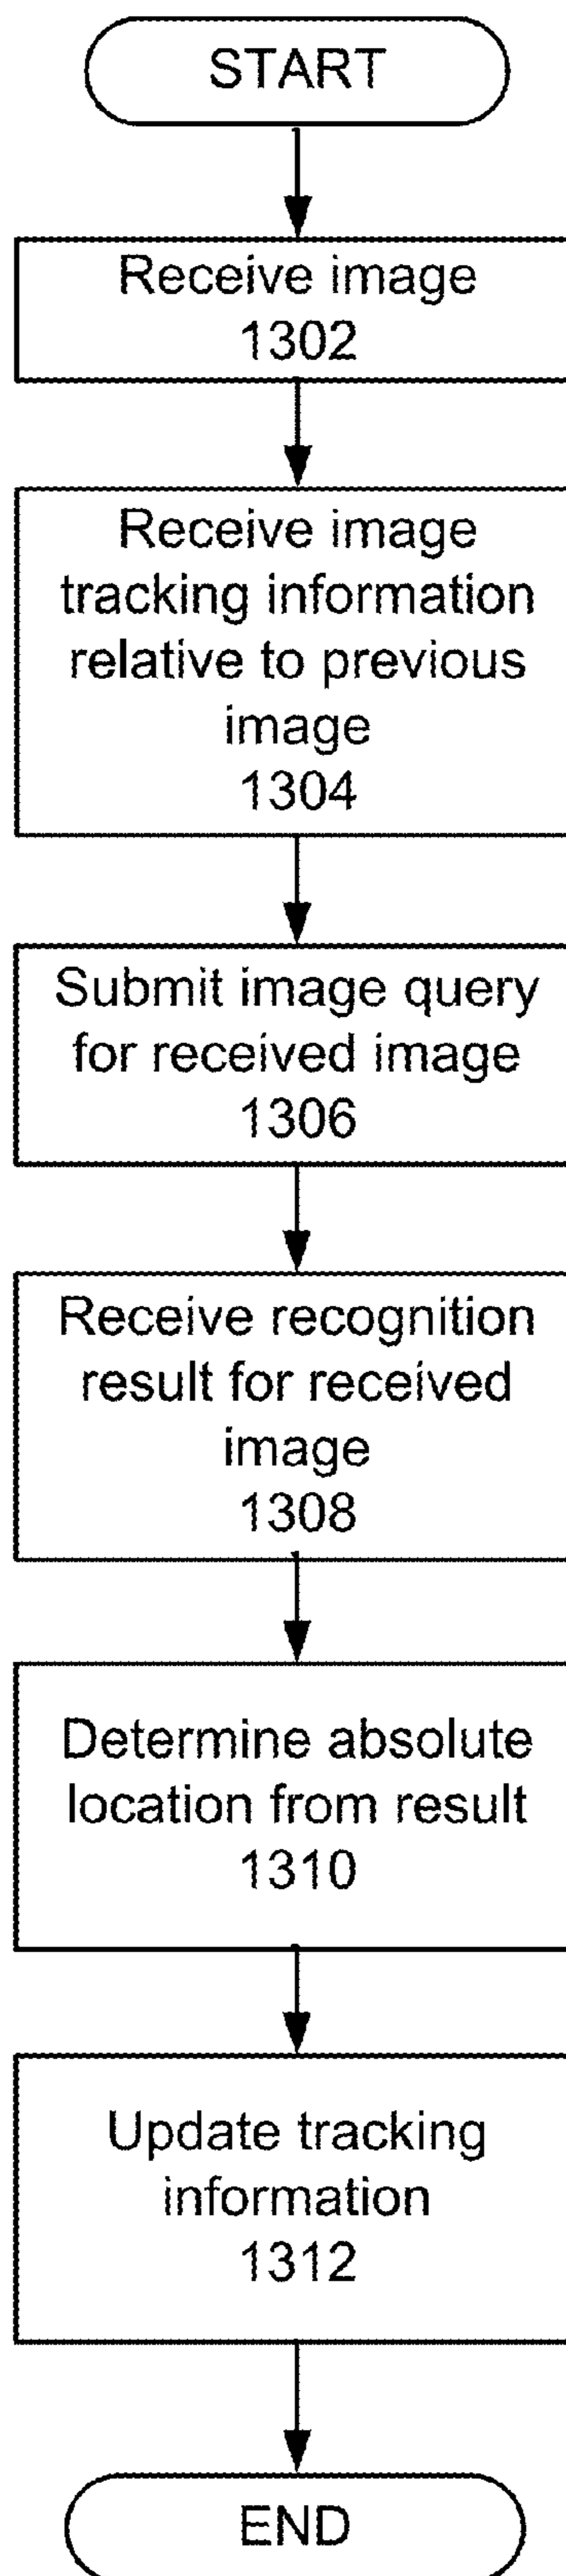 START
Receive image
1302
Receive image
tracking information
relative to previous
image
1304
Submit image query
for received image
1306
Receive recognition
result for received
image
1308
Determine absolute
location from result
1310
Update tracking
information
1312
END